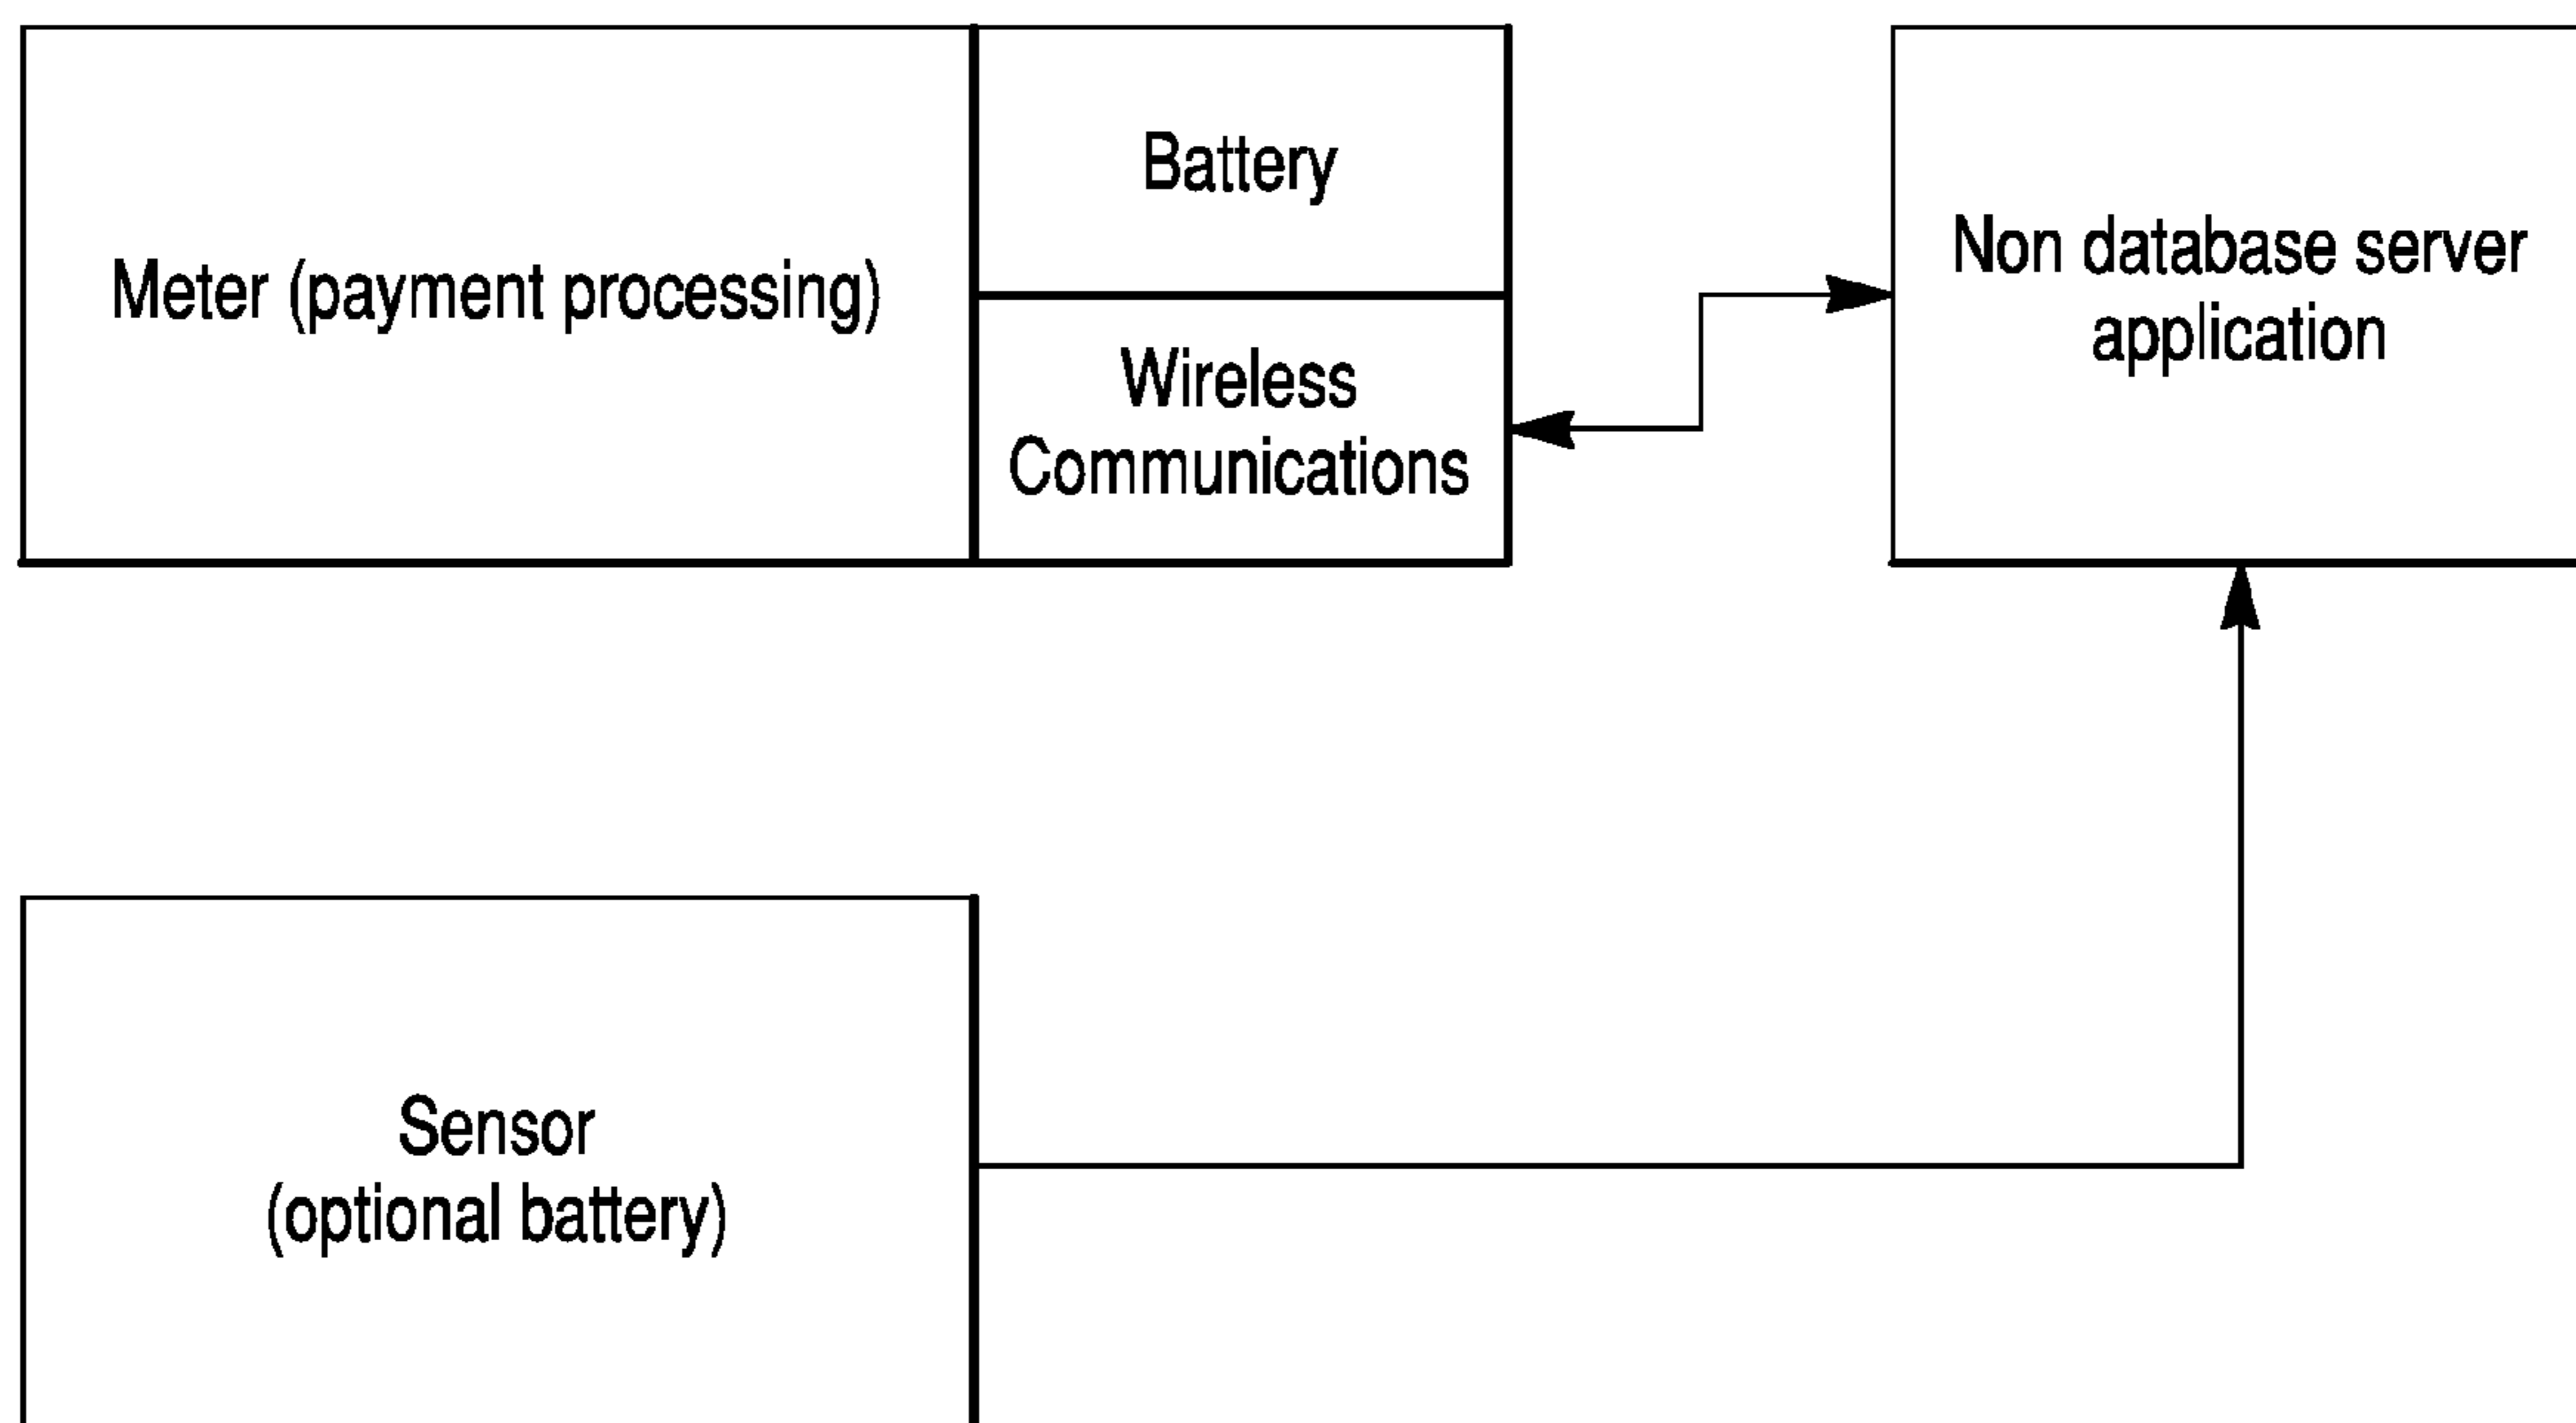 Meter (payment processing)
Battery
Wireless
Communications
Non database server
application
Sensor
(optional battery)